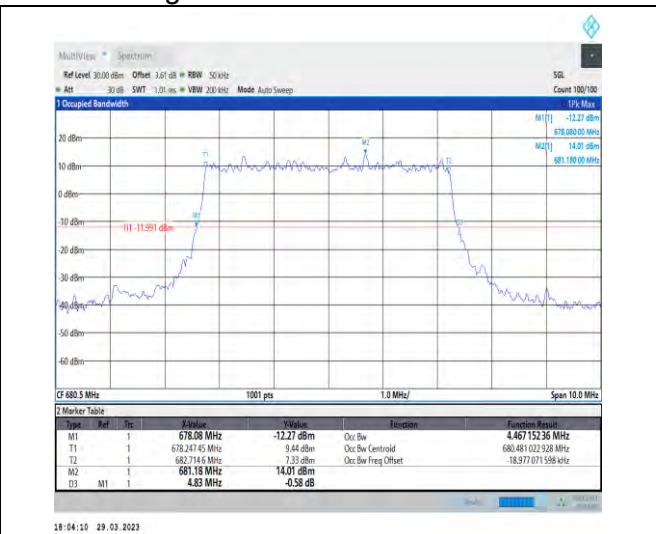 MultiView Spectrum
Ref Level 30.00 dBm Offset 3.61 dB RBW 50 kHz SGL
Att 30 dB SWT 1.01 ms VBW 200 kHz Mode Auto Sweep Count 100/100
1 Occupied Bandwidth 1Pk Max
M1[1] -12.27 dBm
678.08000 MHz
M2[1] 14.01 dBm
681.18000 MHz
20 dBm
M2
T1
T2
10 dBm
0 dBm
M1
-10 dBm
H1 -11.991 dBm
-20 dBm
-30 dBm
-40 dBm
-50 dBm
-60 dBm
CF 680.5 MHz 1001 pts 1.0 MHz/ Span 10.0 MHz
2 Marker Table
Type Ref Trc X-Value Y-Value Function Function Result
M1 1 678.08 MHz -12.27 dBm Occ Bw 4.467152 36 MHz
T1 1 678.247 45 MHz 9.44 dBm Occ Bw Centroid 680.481 022 928 MHz
T2 1 682.714 6 MHz 7.33 dBm Occ Bw Freq Offset -18.977 071 598 kHz
M2 1 681.18 MHz 14.01 dBm
D3 M1 1 4.83 MHz -0.58 dB
18:04:10 29.03.2023